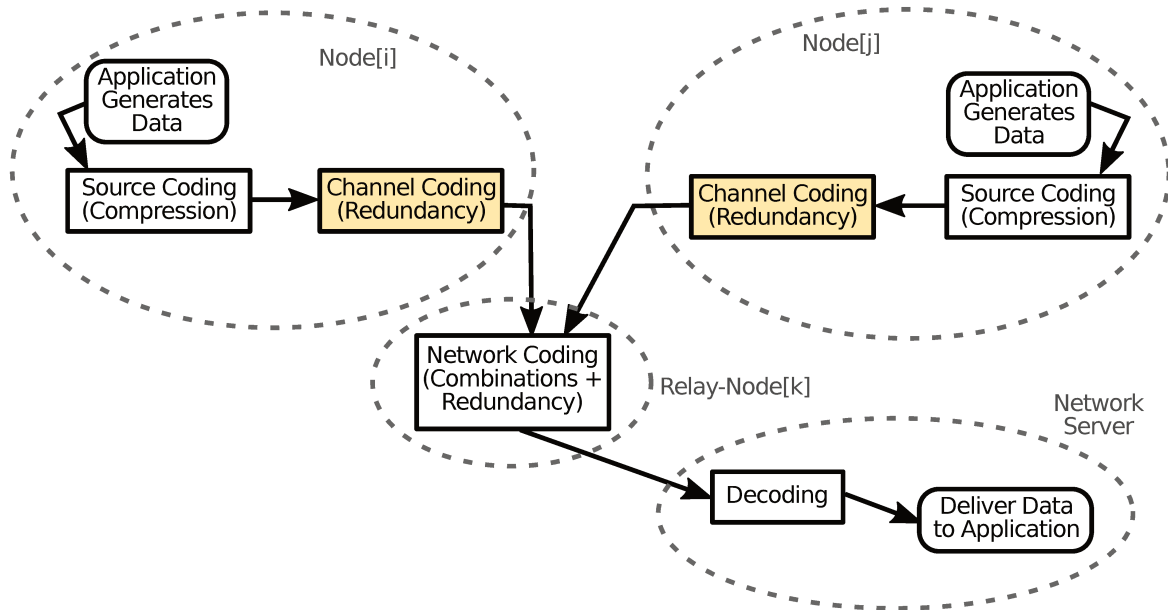 Node[i]
Application
Generates
Data
Source Coding
(Compression)
Channel Coding
(Redundancy)
Node[j]
Application
Generates
Data
Channel Coding
(Redundancy)
Source Coding
(Compression)
Network Coding
(Combinations +
Redundancy)
Relay-Node[k]
Network
Server
Decoding
Deliver Data
to Application